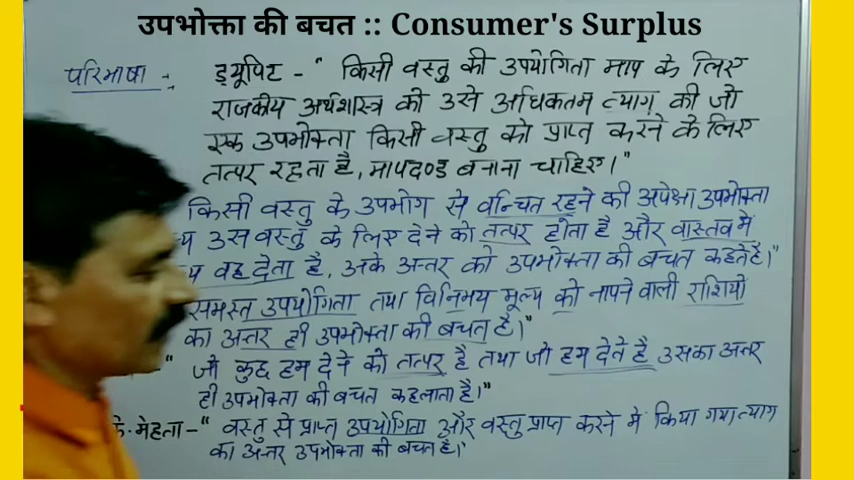 उपभोक्ता की बचत :: Consumer's Surplus
परिभाषा :- ड्यूपिट - " किसी वस्तु की उपयोगिता माप के लिए
राजकीय अर्थशास्त्र को उसे अधिकतम त्याग की जो
एक उपभोक्ता किसी वस्तु को प्राप्त करने के लिए
तत्पर रहता है, मापदण्ड बनाना चाहिए।"
किसी वस्तु के उपभोग से वन्चित रहने की अपेक्षा उपभोक्ता
य उस वस्तु के लिए देने को तत्पर होता है और वास्तव में
य वह देता है, अके अन्तर को उपभोक्ता की बचत कहते है।"
समस्त उपयोगिता तथा विनिमय मूल्य को नापने वाली राशियो
का अन्तर ही उपभोक्ता की बचत है।"
" जो कुछ हम देने को तत्पर है तथा जो हम देते है उसका अन्तर
ही उपभोक्ता की बचत कहलाता है।"
के. मेहता - " वस्तु से प्राप्त उपयोगिता और वस्तु प्राप्त करने मे किया गया त्याग
का अन्तर उपभोक्ता की बचत है।"